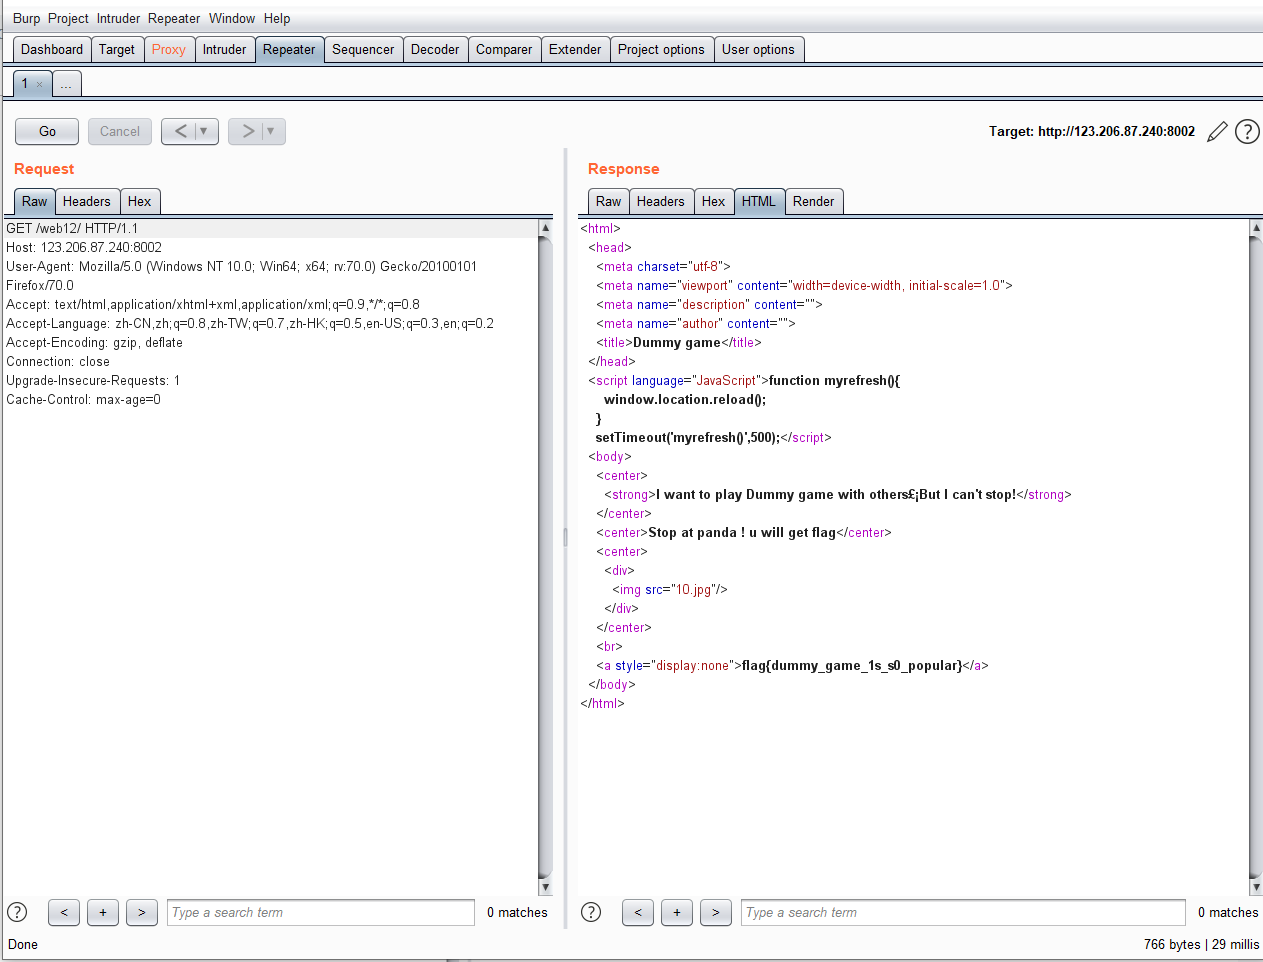 Burp Project Intruder Repeater Window Help
Dashboard Target Proxy Intruder Repeater Sequencer Decoder Comparer Extender Project options User options
1 × ...
Go Cancel < > Target: http://123.206.87.240:8002 ?
Request
Raw Headers Hex
GET /web12/ HTTP/1.1
Host: 123.206.87.240:8002
User-Agent: Mozilla/5.0 (Windows NT 10.0; Win64; x64; rv:70.0) Gecko/20100101
Firefox/70.0
Accept: text/html,application/xhtml+xml,application/xml;q=0.9,*/*;q=0.8
Accept-Language: zh-CN,zh;q=0.8,zh-TW;q=0.7,zh-HK;q=0.5,en-US;q=0.3,en;q=0.2
Accept-Encoding: gzip, deflate
Connection: close
Upgrade-Insecure-Requests: 1
Cache-Control: max-age=0
? < + > Type a search term 0 matches
Response
Raw Headers Hex HTML Render
<html>
<head>
<meta charset="utf-8">
<meta name="viewport" content="width=device-width, initial-scale=1.0">
<meta name="description" content="">
<meta name="author" content="">
<title>Dummy game</title>
</head>
<script language="JavaScript">function myrefresh(){
window.location.reload();
}
setTimeout('myrefresh()',500);</script>
<body>
<center>
<strong>I want to play Dummy game with others£¡But I can't stop!</strong>
</center>
<center>Stop at panda ! u will get flag</center>
<center>
<div>
<img src="10.jpg"/>
</div>
</center>
<br>
<a style="display:none">flag{dummy_game_1s_s0_popular}</a>
</body>
</html>
? < + > Type a search term 0 matches
Done 766 bytes | 29 millis